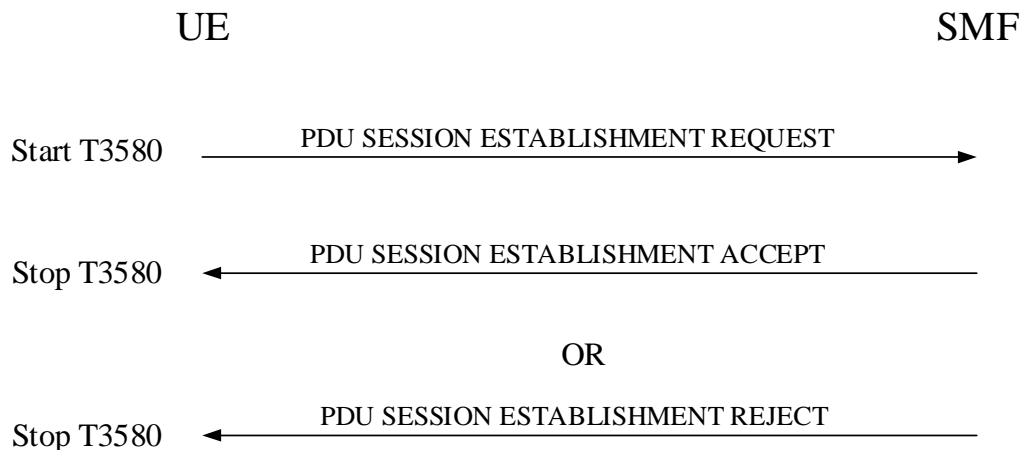 UE SMF
Start T3580 PDU SESSION ESTABLISHMENT REQUEST
Stop T3580 PDU SESSION ESTABLISHMENT ACCEPT
OR
Stop T3580 PDU SESSION ESTABLISHMENT REJECT